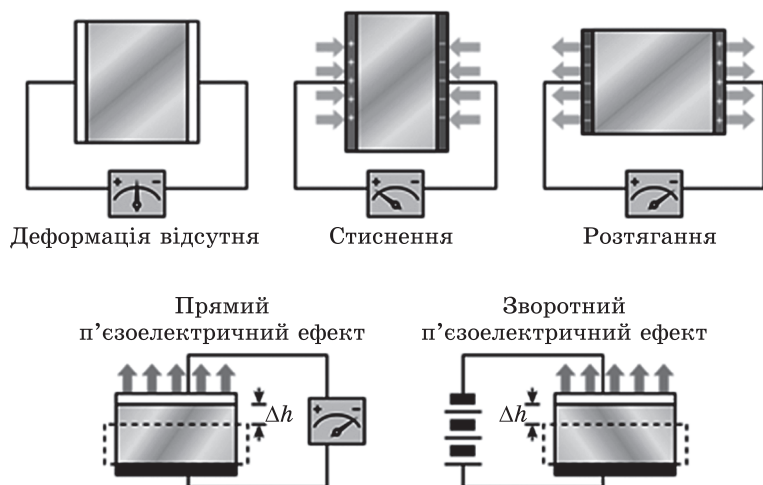 + −
+ −
+ −
Деформація відсутня
Стиснення
Розтягання
Прямий
п’єзоелектричний ефект
Зворотний
п’єзоелектричний ефект
Δh
+ −
Δh